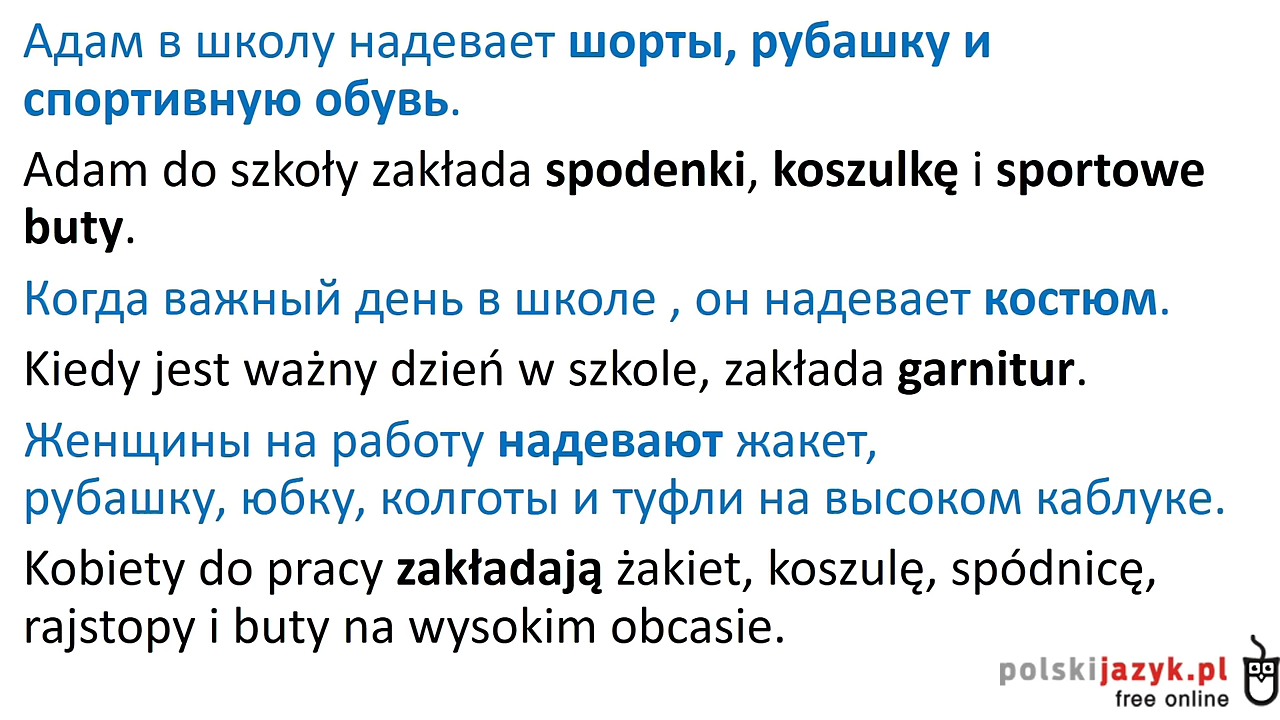 Адам в школу надевает шорты, рубашку и
спортивную обувь.
Adam do szkoły zakłada spodenki, koszulkę i sportowe
buty.
Когда важный день в школе , он надевает костюм.
Kiedy jest ważny dzień w szkole, zakłada garnitur.
Женщины на работу надевают жакет,
рубашку, юбку, колготы и туфли на высоком каблуке.
Kobiety do pracy zakładają żakiet, koszulę, spódnicę,
rajstopy i buty na wysokim obcasie.
polskijazyk.pl
free online